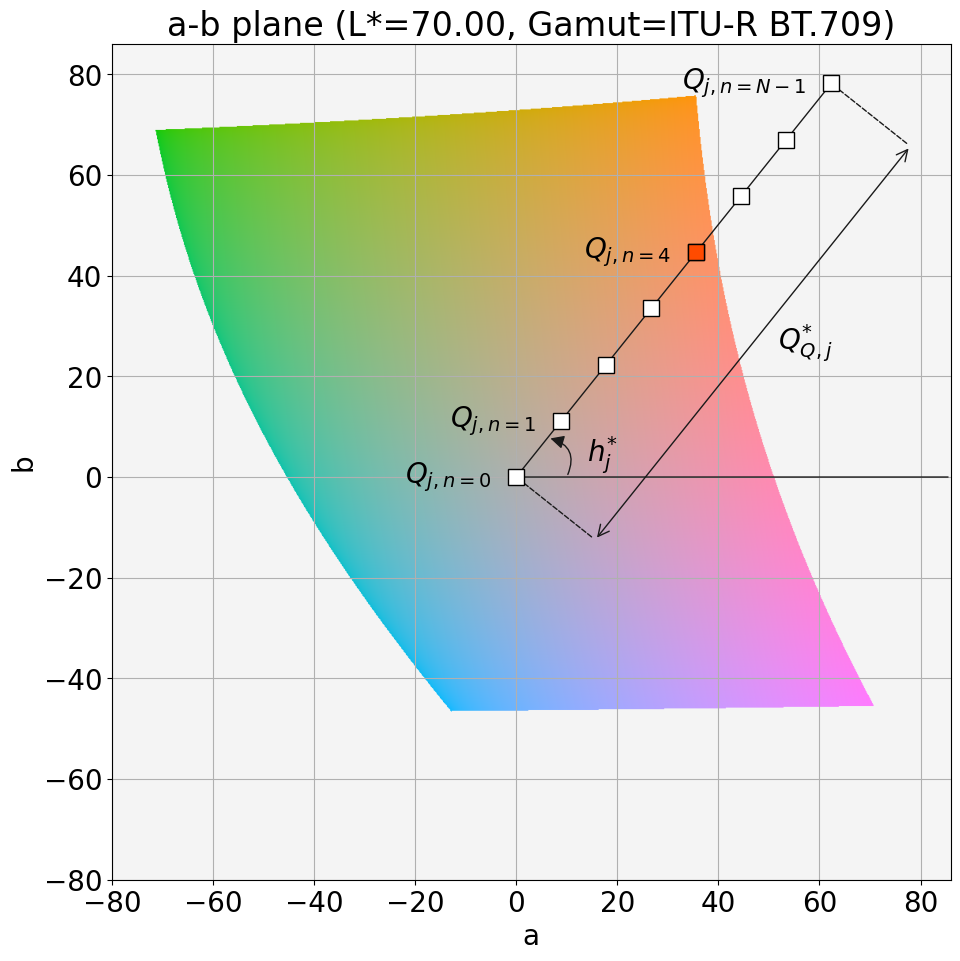 a-b plane (L*=70.00, Gamut=ITU-R BT.709)
80
60
40
20
0
−20
−40
−60
−80
b
Q_{j, n=N−1}
Q_{j, n=4}
Q*_{Q, j}
Q_{j, n=1}
h*_j
Q_{j, n=0}
−80 −60 −40 −20 0 20 40 60 80
a